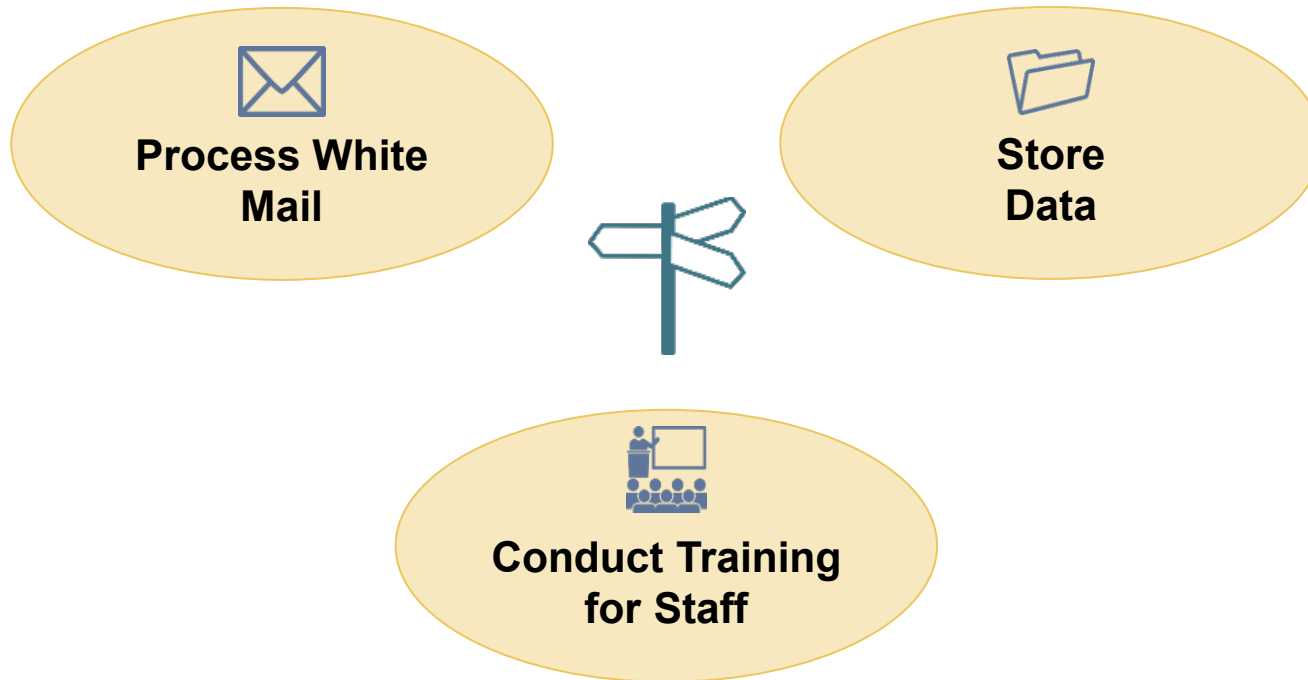 Process White
Mail
Store
Data
Conduct Training
for Staff